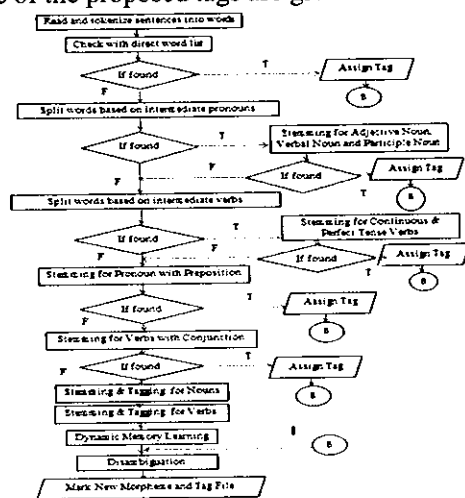 of the proposed tags are g
Read and tokenize sentences into words
Check with direct word list
If found
T
Assign Tag
F
B
Split words based on intermediate pronouns
If found
T
Stemming for Adjective Noun,
Verbal Noun and Participle Noun
F
F
If found
Assign Tag
T
B
Split words based on intermediate verbs
If found
T
Stemming for Continuous &
Perfect Tense Verbs
F
F
If found
Assign Tag
T
B
Stemming for Pronoun with Preposition
If found
T
Assign Tag
F
B
Stemming for Verbs with Conjunction
If found
T
Assign Tag
F
B
Stemming & Tagging for Nouns
Stemming & Tagging for Verbs
Dynamic Memory Learning
B
Disambiguation
Mark New Morpheme and Tag File